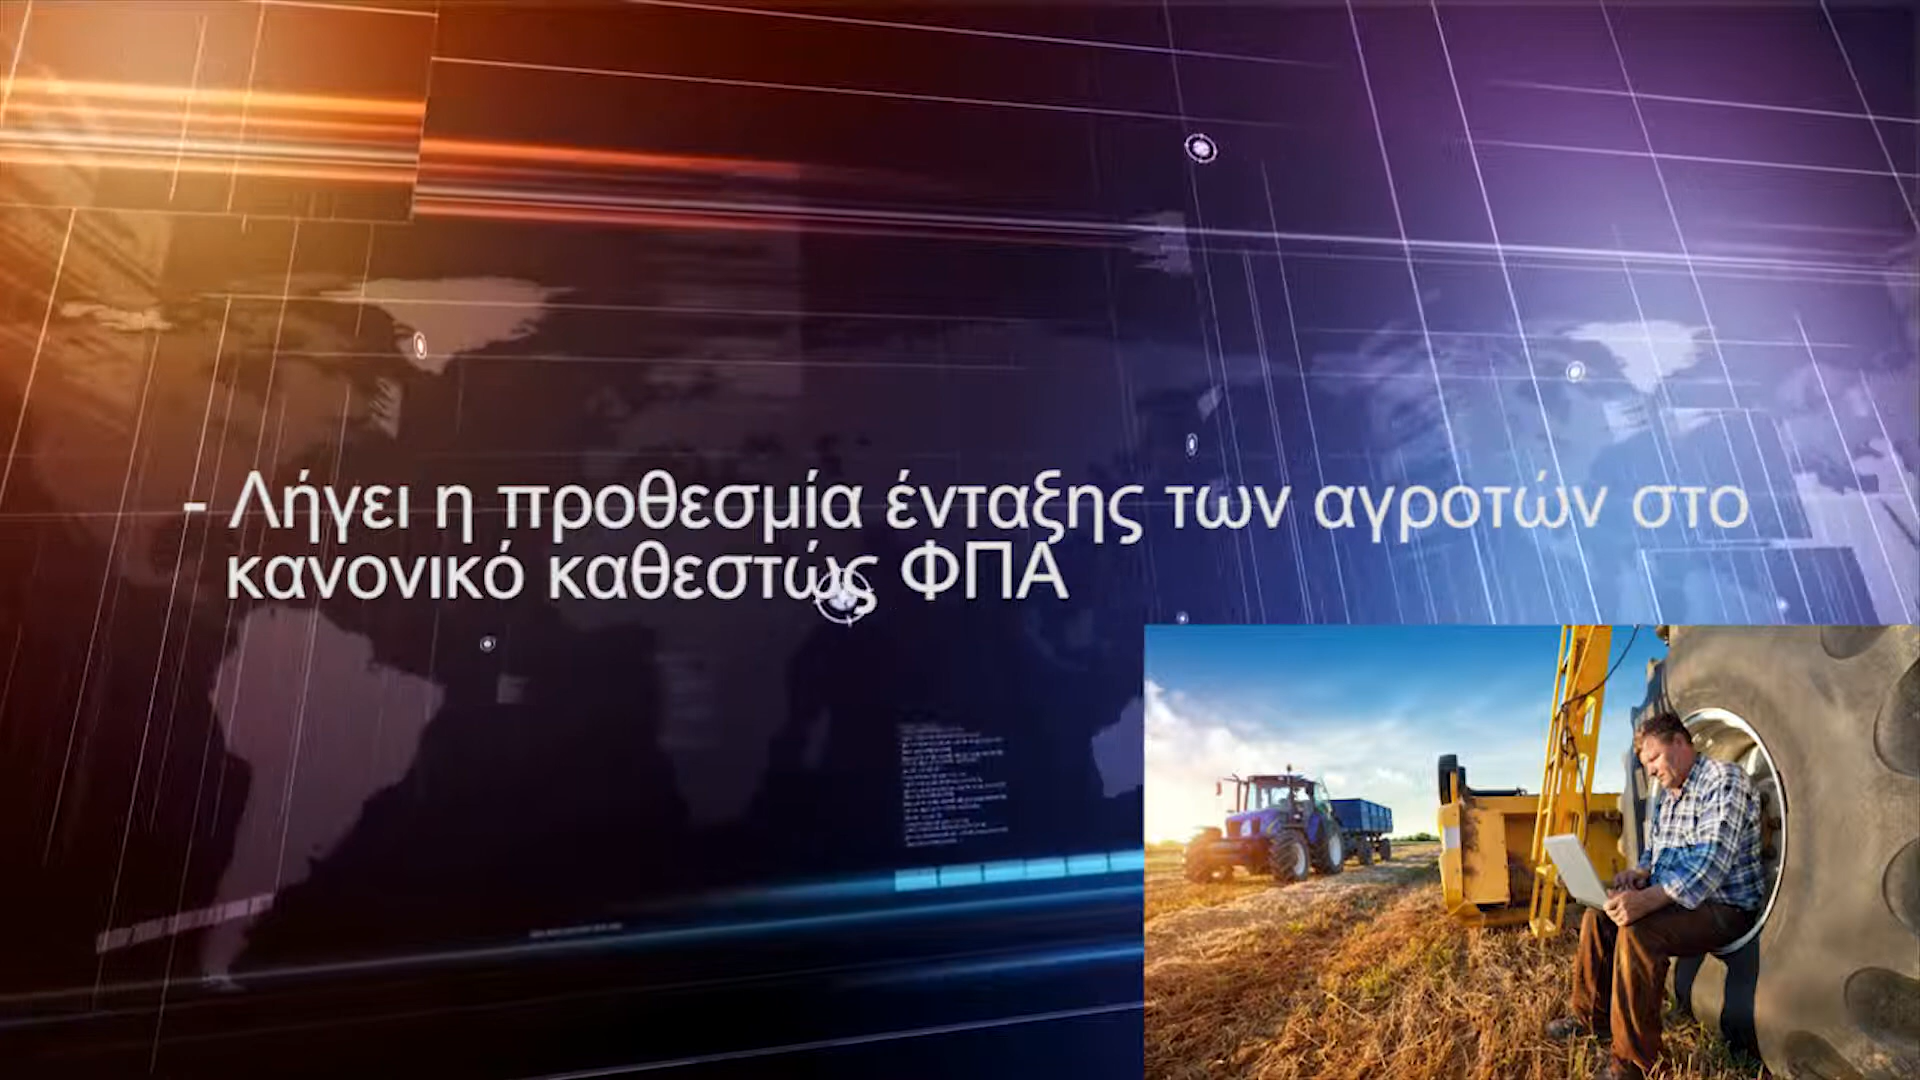 - Λήγει η προθεσμία ένταξης των αγροτών στο
κανονικό καθεστώς ΦΠΑ